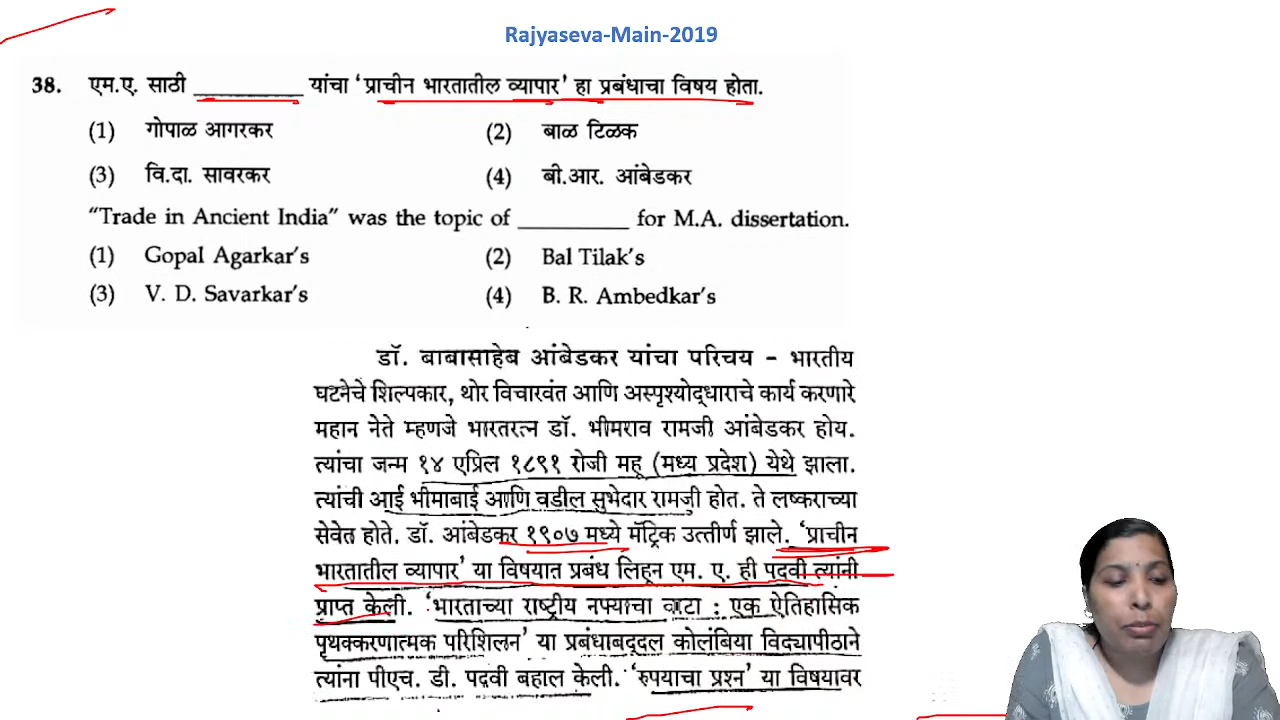 Rajyaseva-Main-2019
38. एम.ए. साठी __________ यांचा ‘प्राचीन भारतातील व्यापार’ हा प्रबंधाचा विषय होता.
(1) गोपाळ आगरकर (2) बाळ टिळक
(3) वि.दा. सावरकर (4) बी.आर. आंबेडकर
“Trade in Ancient India” was the topic of __________ for M.A. dissertation.
(1) Gopal Agarkar’s (2) Bal Tilak’s
(3) V. D. Savarkar’s (4) B. R. Ambedkar’s
डॉ. बाबासाहेब आंबेडकर यांचा परिचय – भारतीय
घटनेचे शिल्पकार, थोर विचारवंत आणि अस्पृश्योद्धाराचे कार्य करणारे
महान नेते म्हणजे भारतरत्न डॉ. भीमराव रामजी आंबेडकर होय.
त्यांचा जन्म १४ एप्रिल १८९१ रोजी महू (मध्य प्रदेश) येथे झाला.
त्यांची आई भीमाबाई आणि वडील सुभेदार रामजी होत. ते लष्कराच्या
सेवेत होते. डॉ. आंबेडकर १९०७ मध्ये मॅट्रिक उत्तीर्ण झाले. ‘प्राचीन
भारतातील व्यापार’ या विषयात प्रबंध लिहून एम. ए. ही पदवी त्यांनी
प्राप्त केली. ‘भारताच्या राष्ट्रीय नफ्याचा वाटा : एक ऐतिहासिक
पृथक्करणात्मक परिशिलन’ या प्रबंधाबद्दल कोलंबिया विद्यापीठाने
त्यांना पीएच. डी. पदवी बहाल केली. ‘रुपयाचा प्रश्न’ या विषयावर